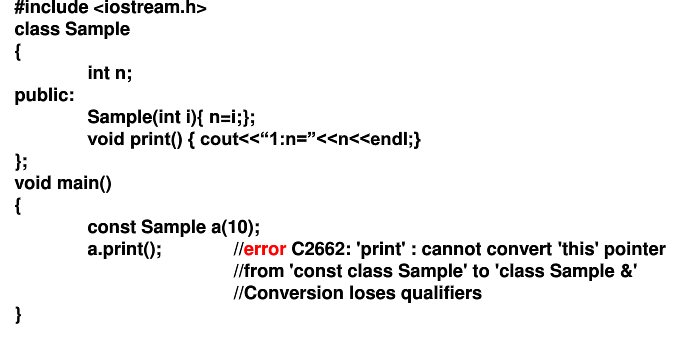 #include <iostream.h>
class Sample
{
int n;
public:
Sample(int i){ n=i;};
void print() { cout<<“1:n=”<<n<<endl;}
};
void main()
{
const Sample a(10);
a.print(); //error C2662: 'print' : cannot convert 'this' pointer
//from 'const class Sample' to 'class Sample &'
//Conversion loses qualifiers
}